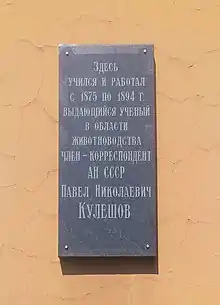 Здесь
учился и работал
с 1875 по 1894 г.
выдающийся ученый
в области
животноводства
член-корреспондент
АН СССР
Павел Николаевич
Кулешов